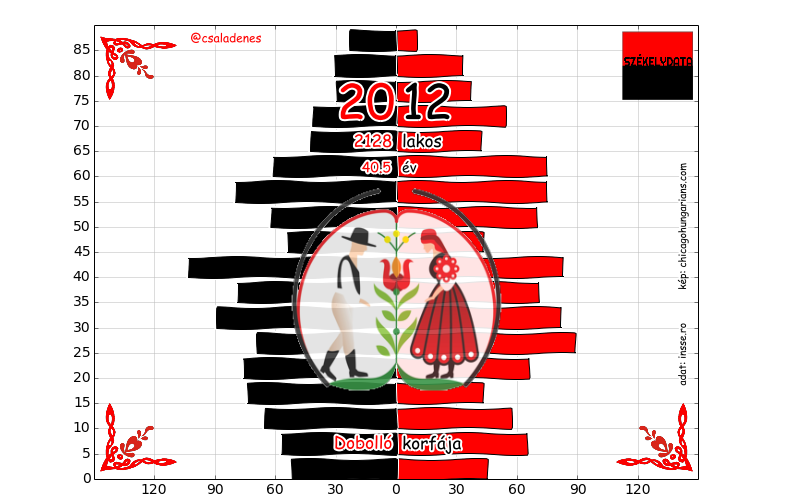 @csaladenes
SZÉKELYDATA
2012
2128 lakos
40.5 év
kép: chicagohungarians.com
adat: insse.ro
Dobolló korfája
85
80
75
70
65
60
55
50
45
40
35
30
25
20
15
10
5
0
120 90 60 30 0 30 60 90 120